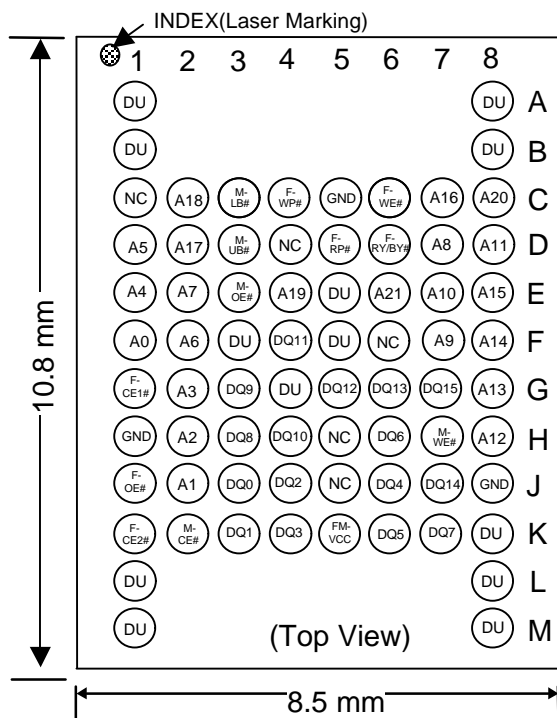 INDEX(Laser Marking)
1 2 3 4 5 6 7 8
DU DU A
DU DU B
NC A18 M-LB# F-WP# GND F-WE# A16 A20 C
A5 A17 M-UB# NC F-RP# F-RY/BY# A8 A11 D
A4 A7 M-OE# A19 DU A21 A10 A15 E
A0 A6 DU DQ11 DU NC A9 A14 F
F-CE1# A3 DQ9 DU DQ12 DQ13 DQ15 A13 G
GND A2 DQ8 DQ10 NC DQ6 M-WE# A12 H
F-OE# A1 DQ0 DQ2 NC DQ4 DQ14 GND J
F-CE2# M-CE# DQ1 DQ3 FM-VCC DQ5 DQ7 DU K
DU DU L
DU (Top View) DU M
10.8 mm
8.5 mm